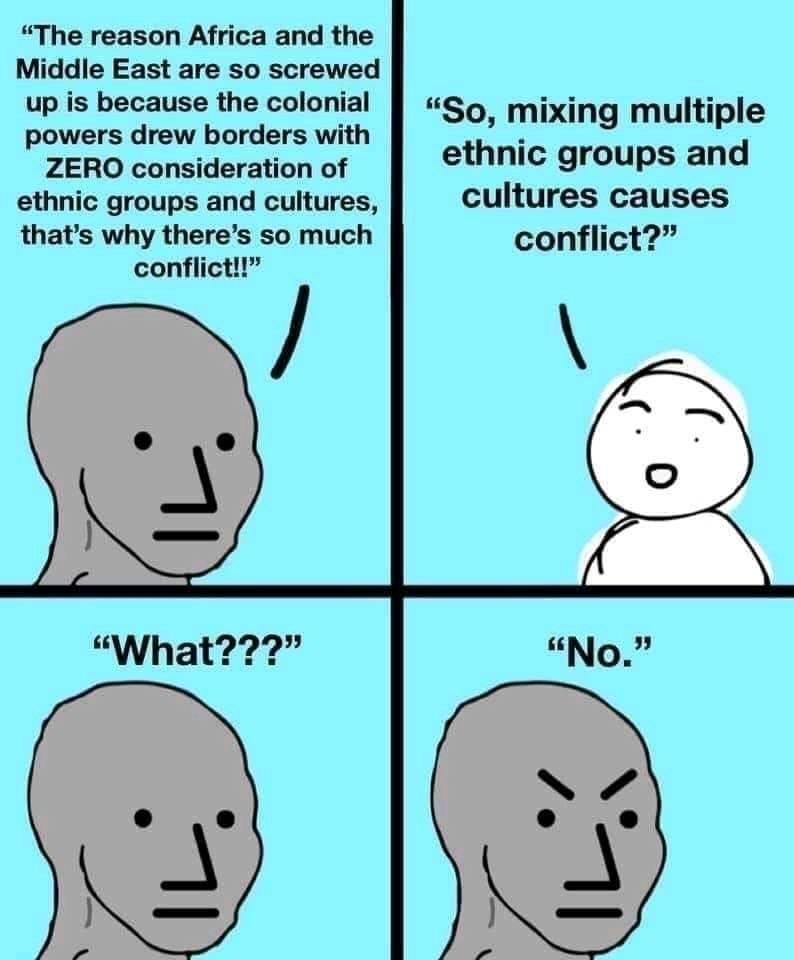 “The reason Africa and the
Middle East are so screwed
up is because the colonial
powers drew borders with
ZERO consideration of
ethnic groups and cultures,
that’s why there’s so much
conflict!!”
“So, mixing multiple
ethnic groups and
cultures causes
conflict?”
“What???”
“No.”